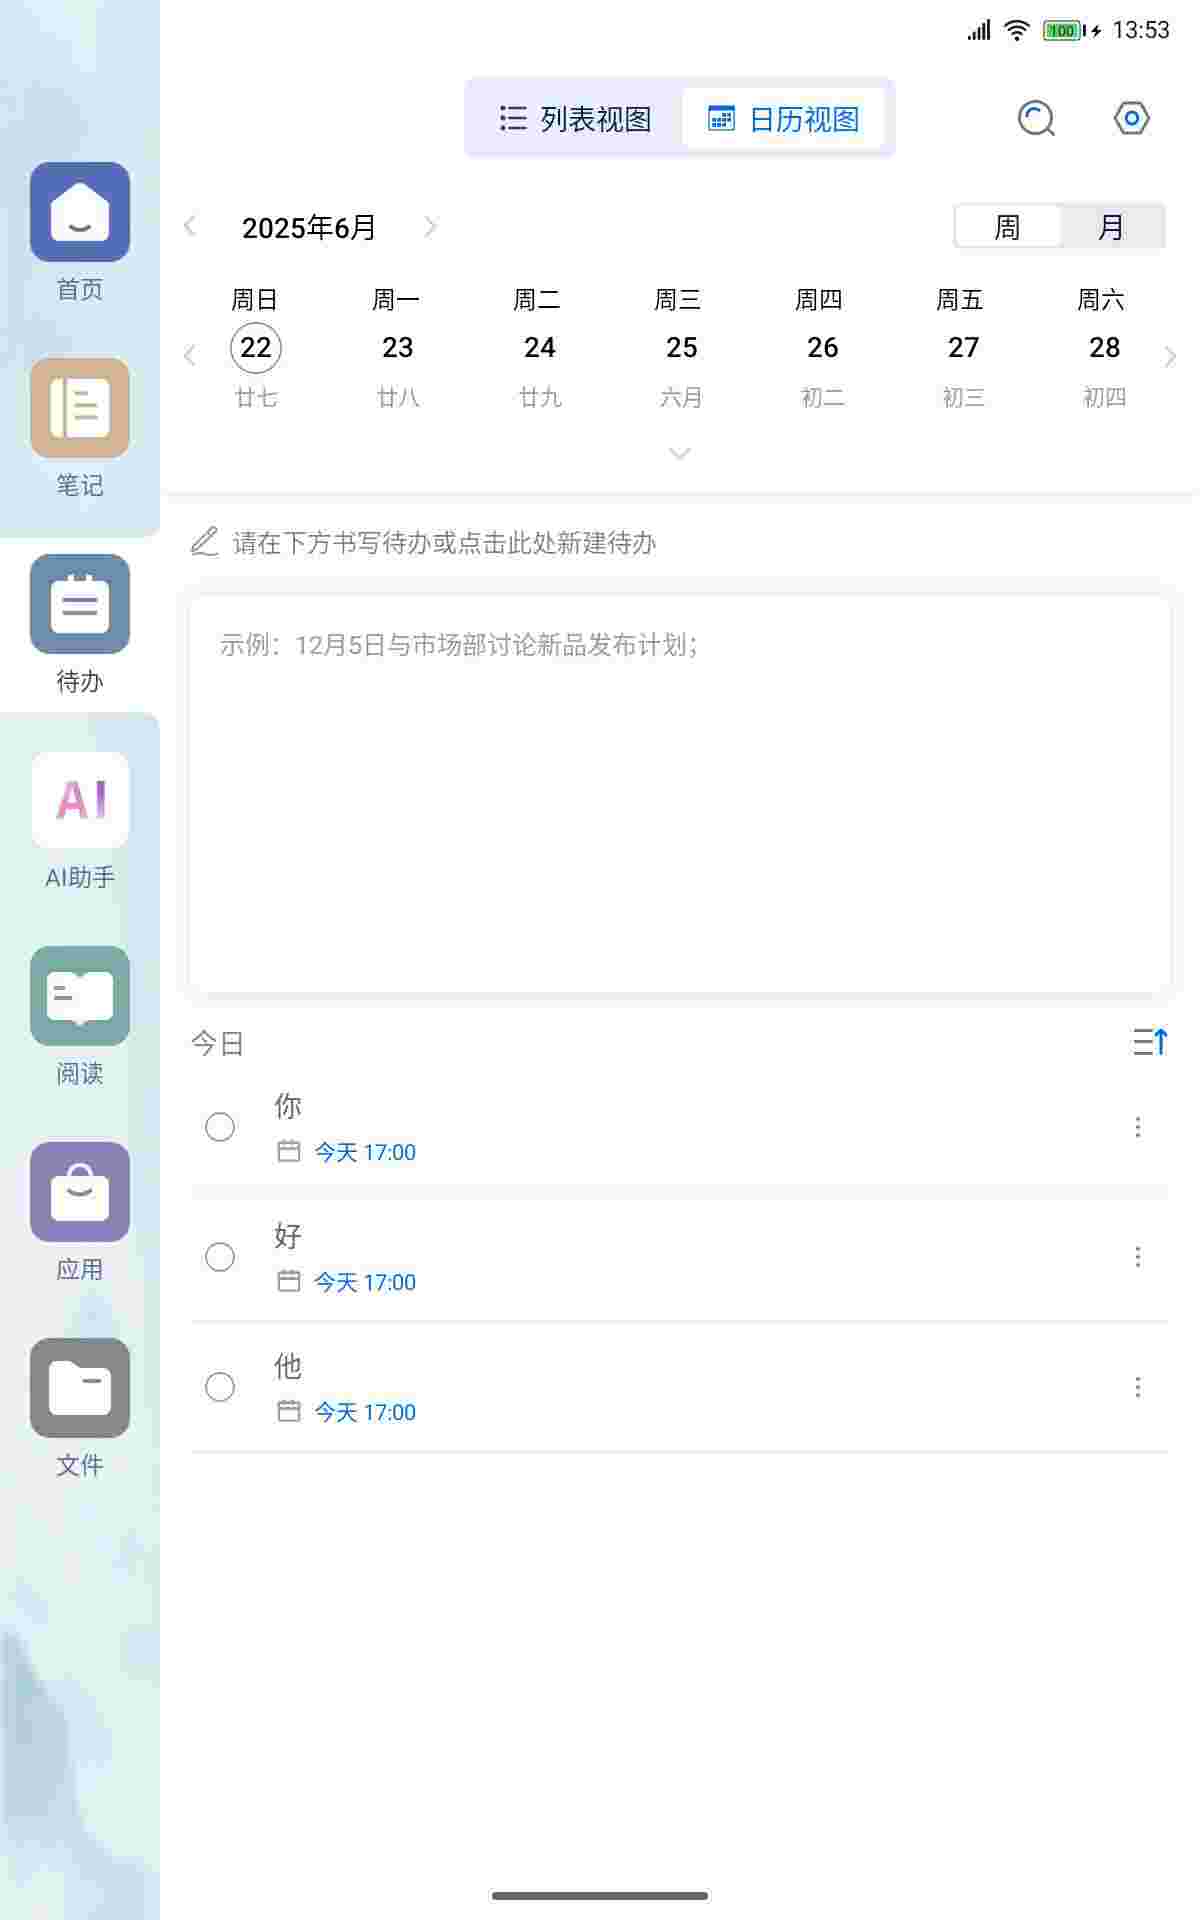 100 13:53
列表视图 日历视图
2025年6月 周 月
周日 周一 周二 周三 周四 周五 周六
22 23 24 25 26 27 28
廿七 廿八 廿九 六月 初二 初三 初四
请在下方书写待办或点击此处新建待办
示例：12月5日与市场部讨论新品发布计划；
今日
你
今天 17:00
好
今天 17:00
他
今天 17:00
首页
笔记
待办
AI
AI助手
阅读
应用
文件